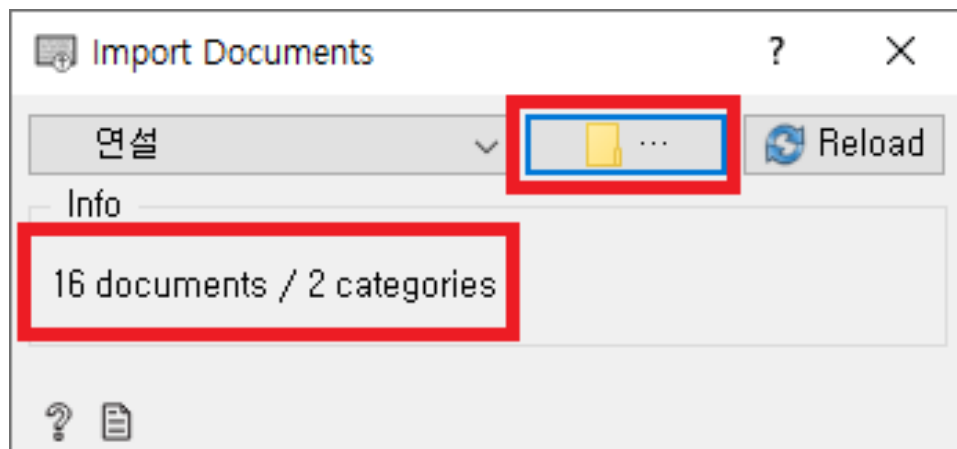 Import Documents ?
연설 ... Reload
Info
16 documents / 2 categories
?